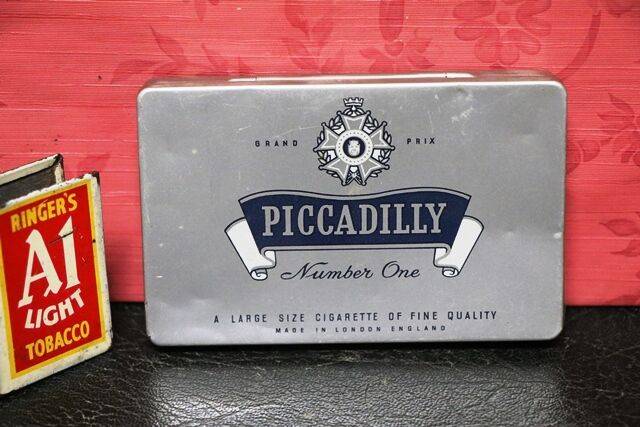 RINGER'S
A1
LIGHT
TOBACCO
GRAND PRIX
PICCADILLY
Number One
A LARGE SIZE CIGARETTE OF FINE QUALITY
MADE IN LONDON ENGLAND